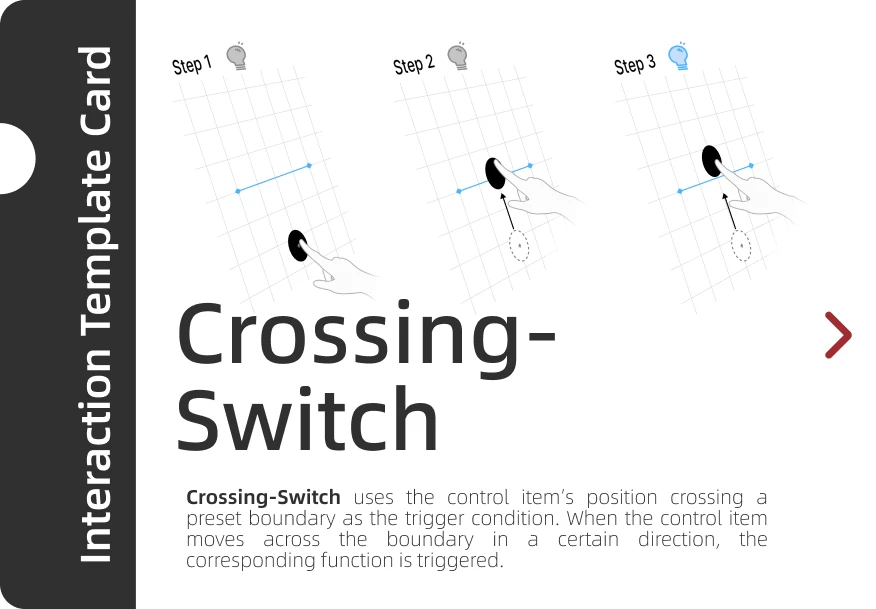 Interaction Template Card
Step 1
Step 2
Step 3
Crossing-
Switch
Crossing-Switch uses the control item's position crossing a
preset boundary as the trigger condition. When the control item
moves across the boundary in a certain direction, the
corresponding function is triggered.